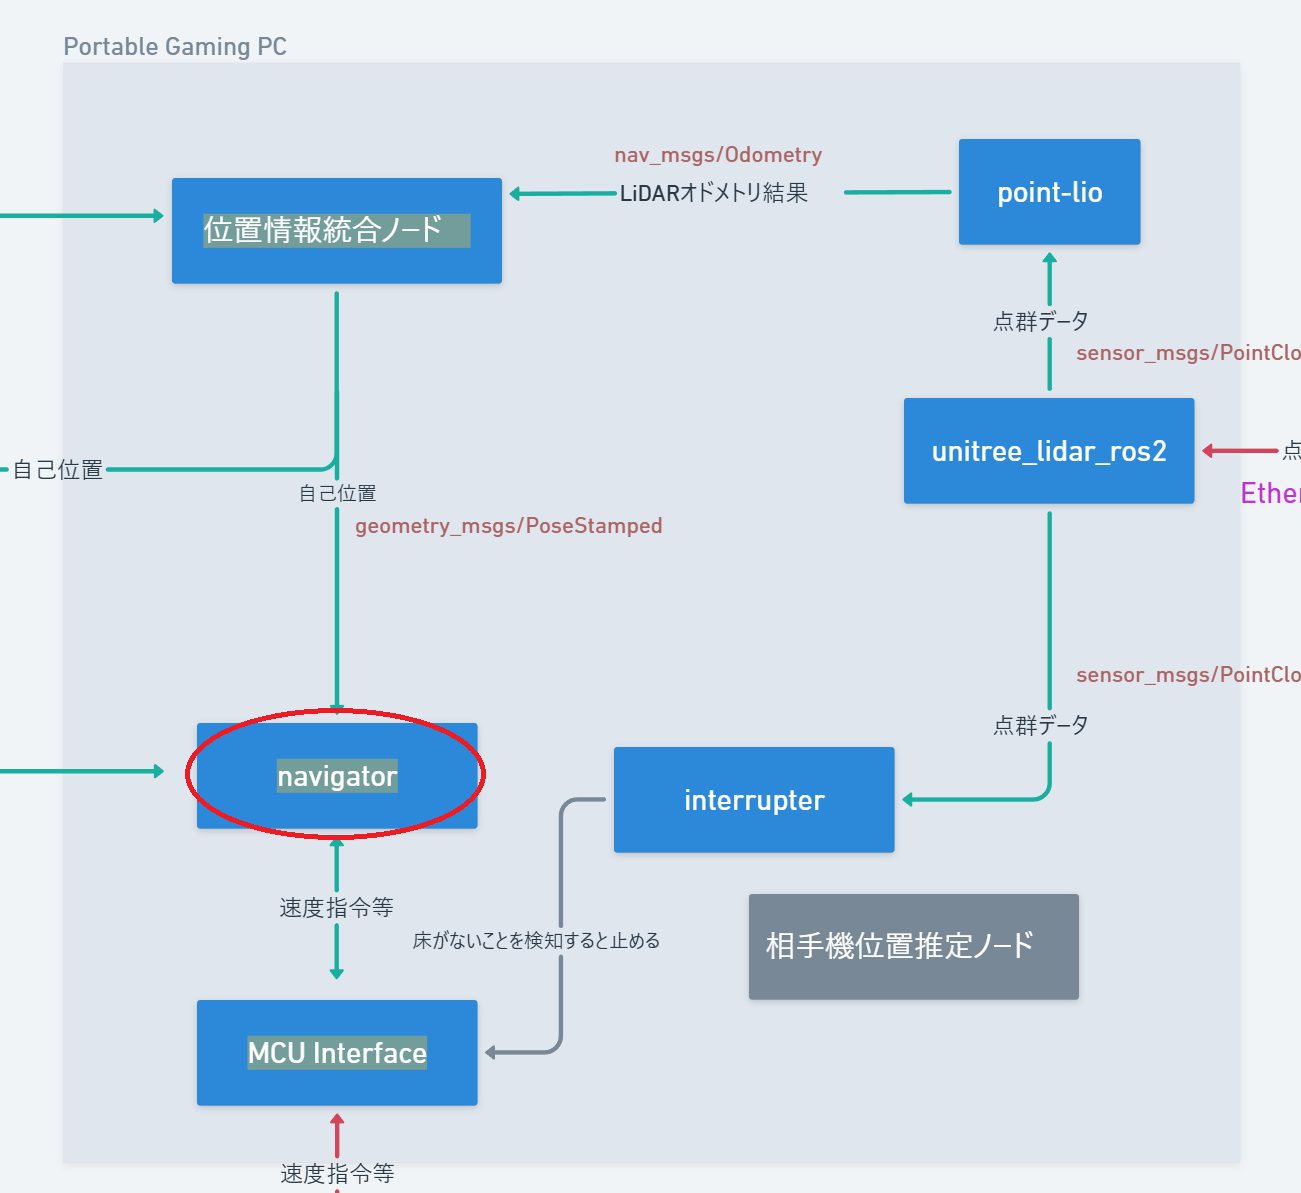 Portable Gaming PC
nav_msgs/Odometry
LiDARオドメトリ結果
point-lio
位置情報統合ノード
点群データ
sensor_msgs/PointClo
unitree_lidar_ros2
点
Ether
自己位置
自己位置
geometry_msgs/PoseStamped
sensor_msgs/PointClo
点群データ
navigator
interrupter
速度指令等
床がないことを検知すると止める
相手機位置推定ノード
MCU Interface
速度指令等